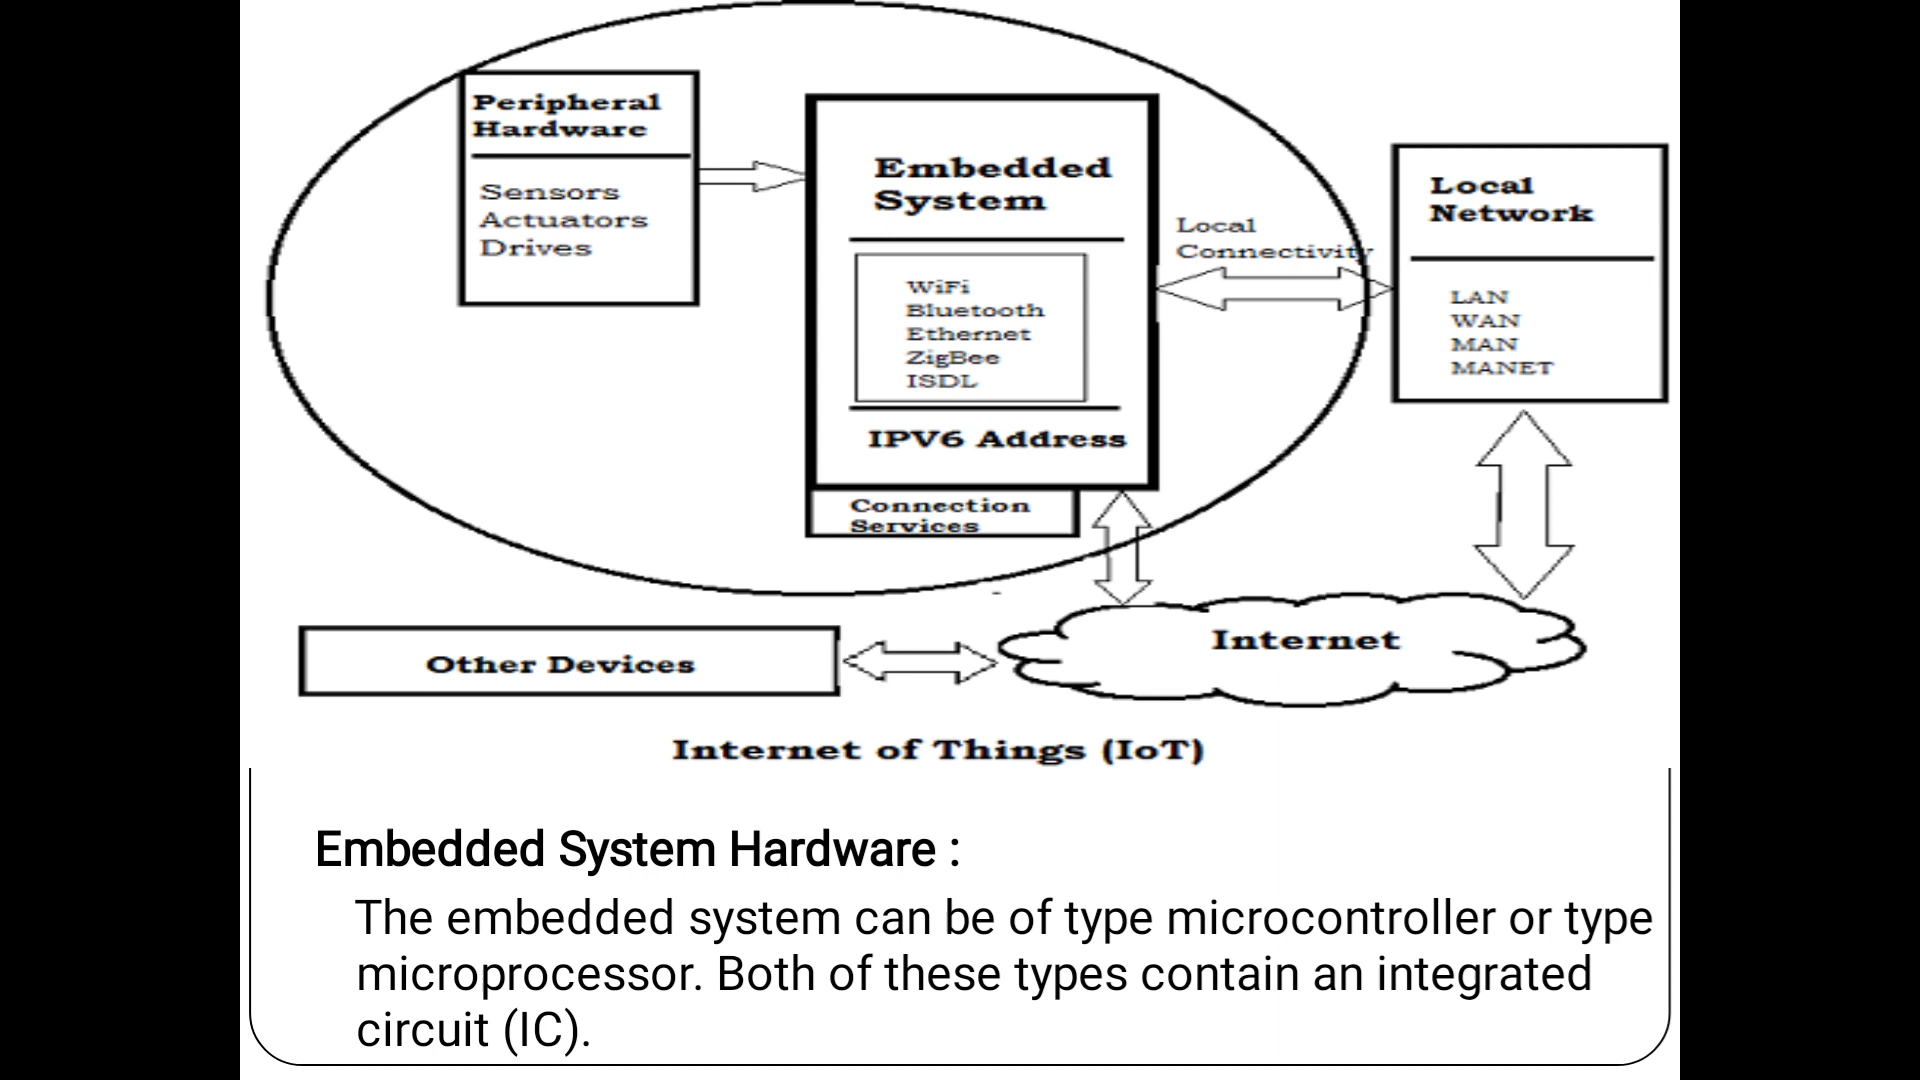 Peripheral
Hardware
Sensors
Actuators
Drives
Embedded
System
WiFi
Bluetooth
Ethernet
ZigBee
ISDL
IPV6 Address
Connection
Services
Local
Connectivity
Local
Network
LAN
WAN
MAN
MANET
Other Devices
Internet
Internet of Things (IoT)
Embedded System Hardware :
The embedded system can be of type microcontroller or type
microprocessor. Both of these types contain an integrated
circuit (IC).